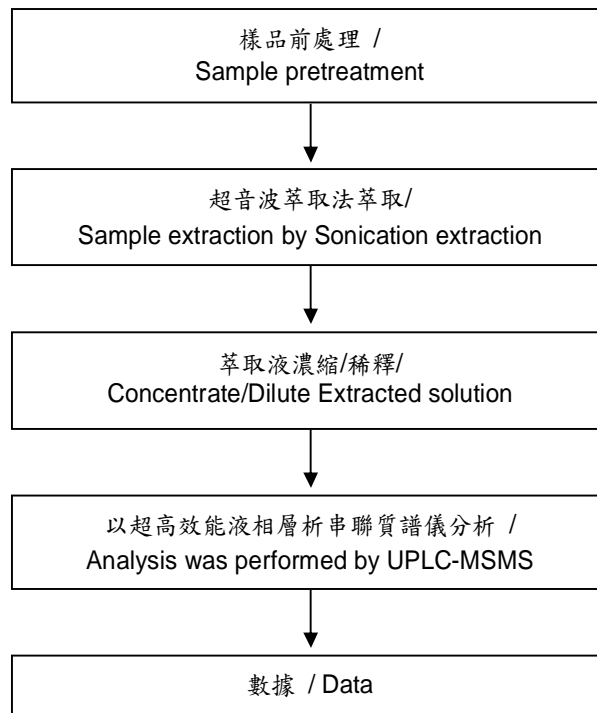 樣品前處理 /
Sample pretreatment
超音波萃取法萃取/
Sample extraction by Sonication extraction
萃取液濃縮/稀釋/
Concentrate/Dilute Extracted solution
以超高效能液相層析串聯質譜儀分析 /
Analysis was performed by UPLC-MSMS
數據 / Data